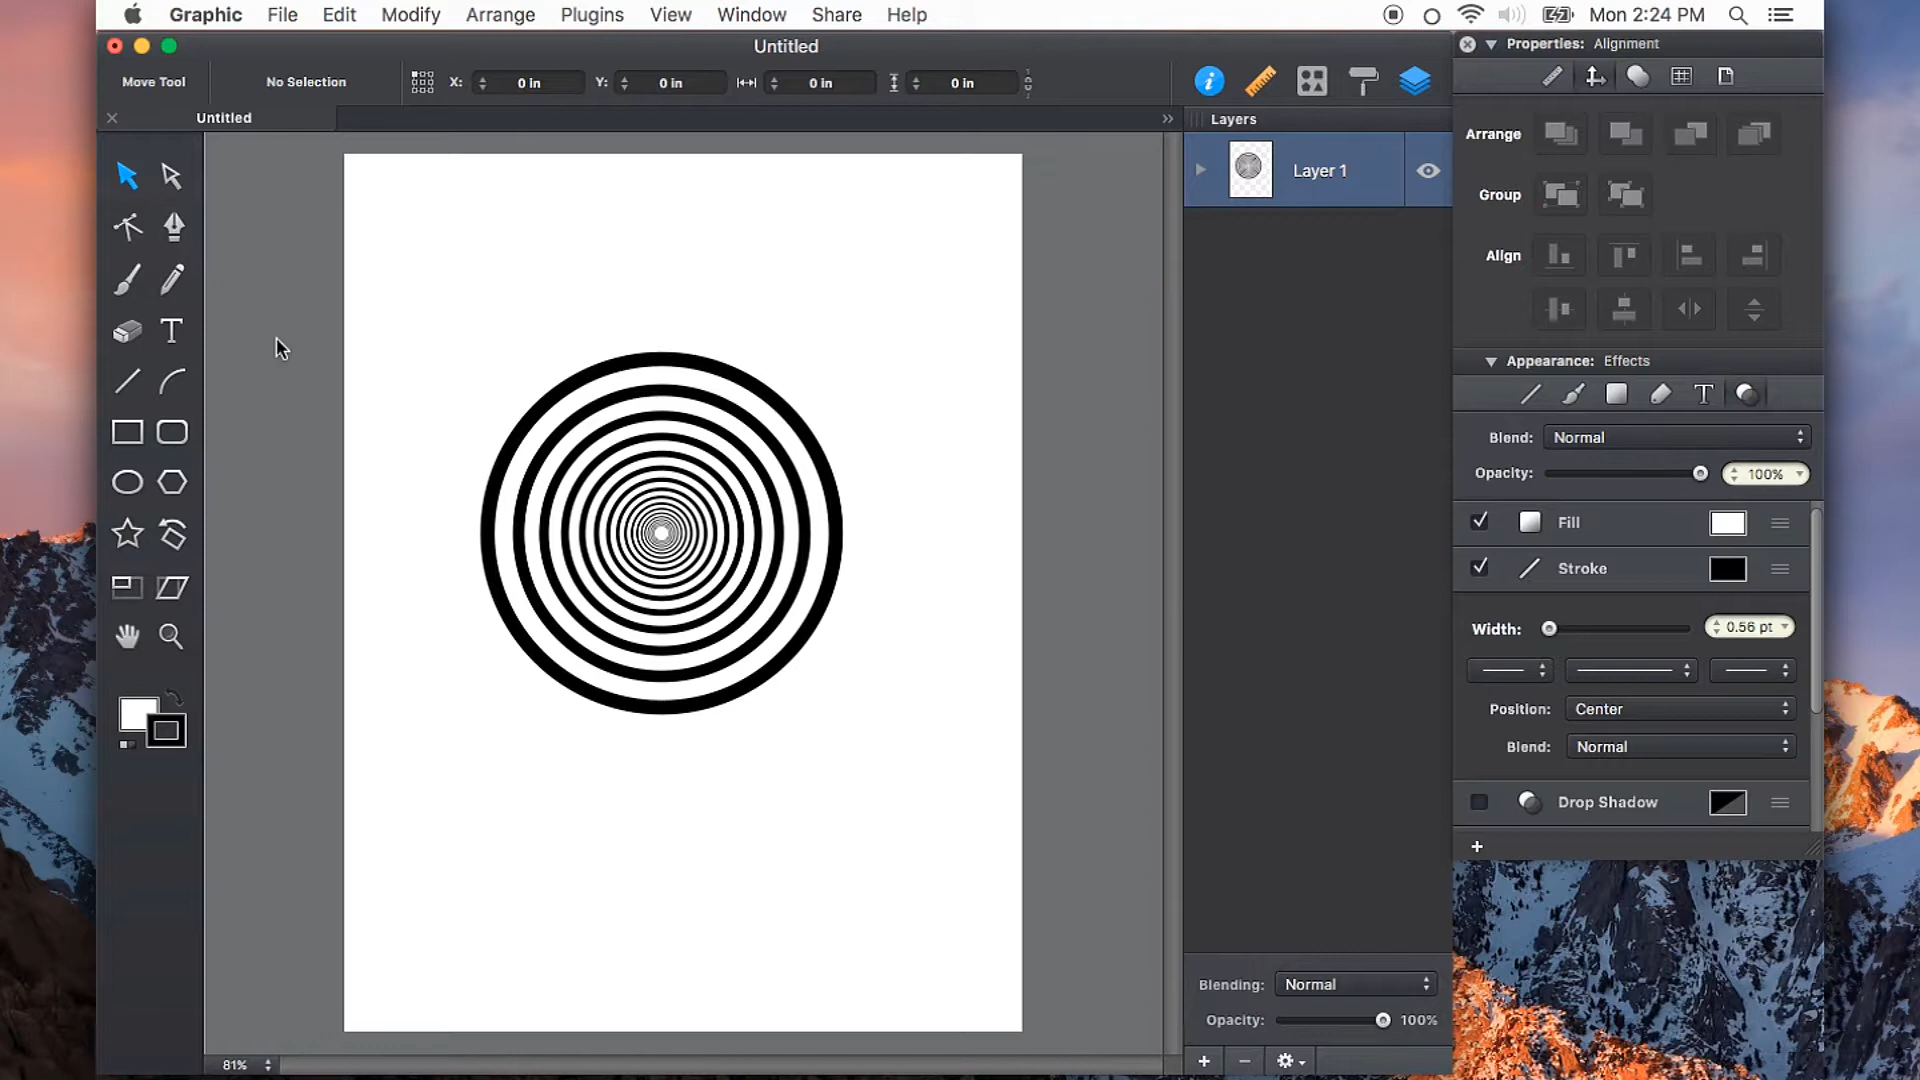 Graphic File Edit Modify Arrange Plugins View Window Share Help Mon 2:24 PM
Untitled
Properties: Alignment
Move Tool No Selection X: 0 in Y: 0 in 0 in 0 in
Untitled
Layers
Layer 1
Arrange
Group
Align
Appearance: Effects
T
Blend: Normal
Opacity: 100%
Fill
Stroke
Width: 0.56 pt
Position: Center
Blend: Normal
Drop Shadow
Blending: Normal
Opacity: 100%
81%